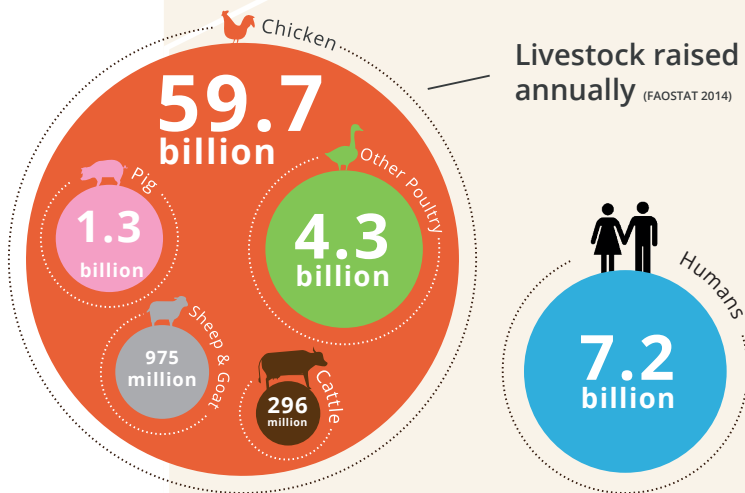 Chicken
59.7
billion
Livestock raised
annually (FAOSTAT 2014)
Pig
1.3
billion
Other Poultry
4.3
billion
Sheep & Goat
975
million
Cattle
296
million
Humans
7.2
billion